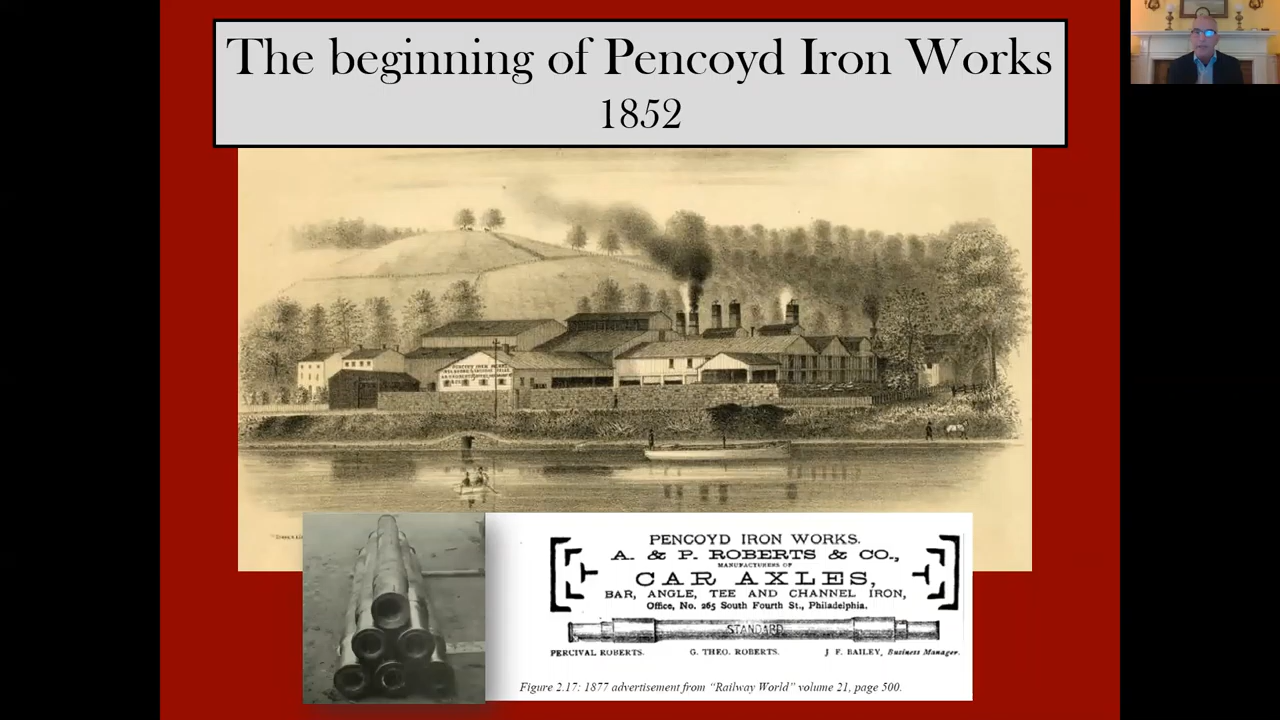 The beginning of Pencoyd Iron Works
1852
PENCOYD IRON WORKS.
A. & P. ROBERTS & CO.,
MANUFACTURERS OF
CAR AXLES,
BAR, ANGLE, TEE AND CHANNEL IRON,
Office, No. 265 South Fourth St., Philadelphia.
STANDARD
PERCIVAL ROBERTS. G. THEO. ROBERTS. J. F. BAILEY, Business Manager.
Figure 2.17: 1877 advertisement from "Railway World" volume 21, page 500.